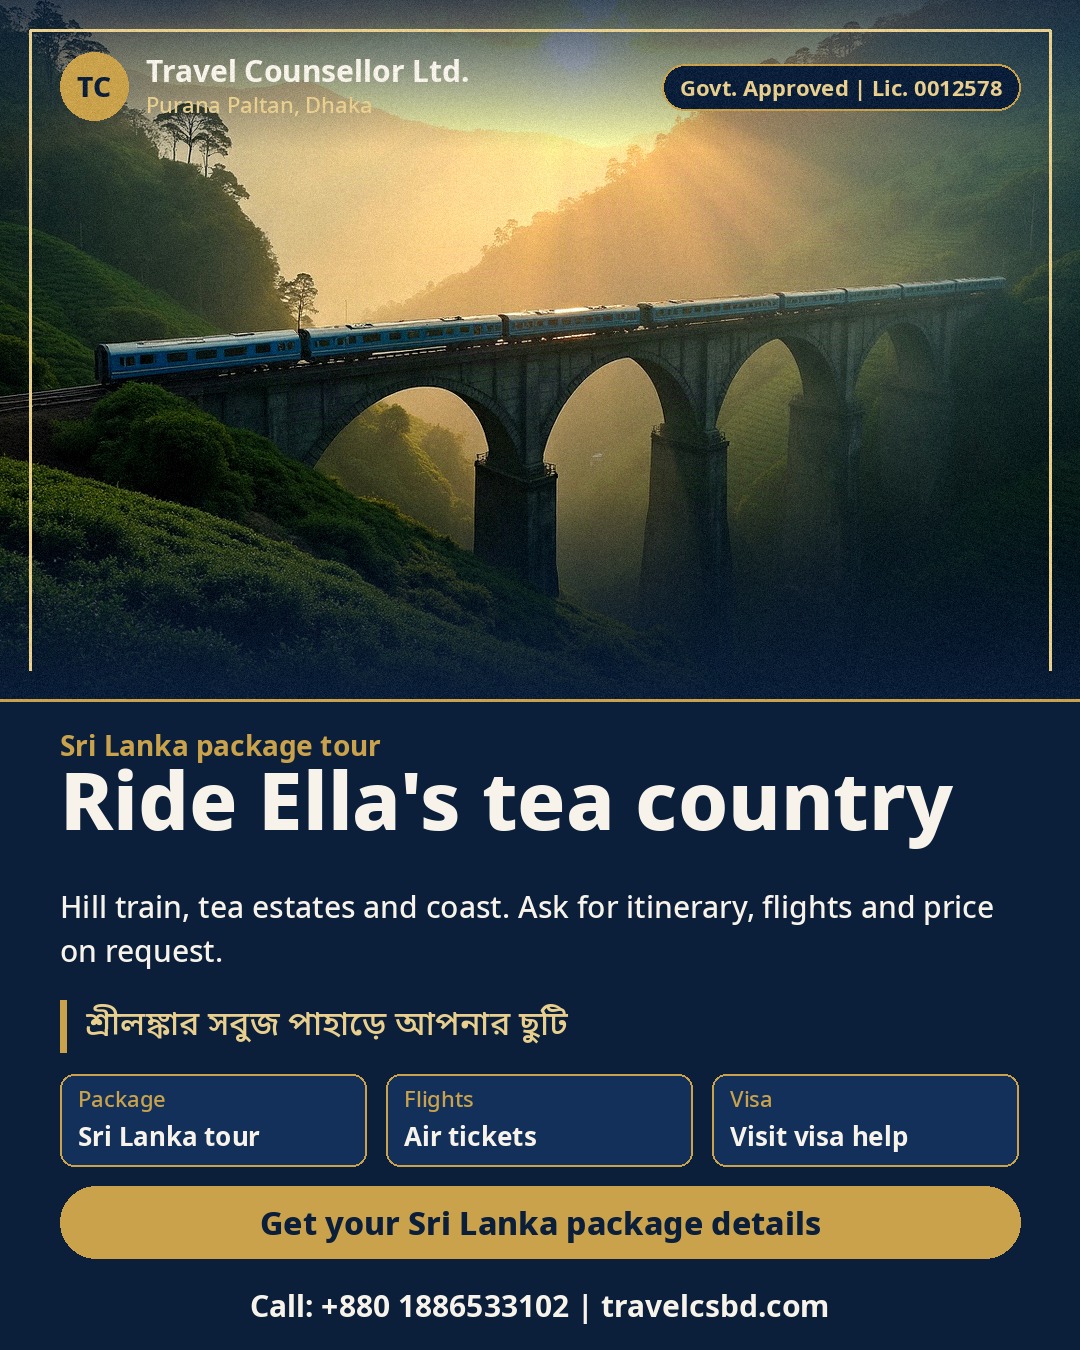 TC
Travel Counsellor Ltd.
Purana Paltan, Dhaka
Govt. Approved | Lic. 0012578
Sri Lanka package tour
Ride Ella's tea country
Hill train, tea estates and coast. Ask for itinerary, flights and price
on request.
শ্রীলঙ্কার সবুজ পাহাড়ে আপনার ছুটি
Package
Sri Lanka tour
Flights
Air tickets
Visa
Visit visa help
Get your Sri Lanka package details
Call: +880 1886533102 | travelcsbd.com